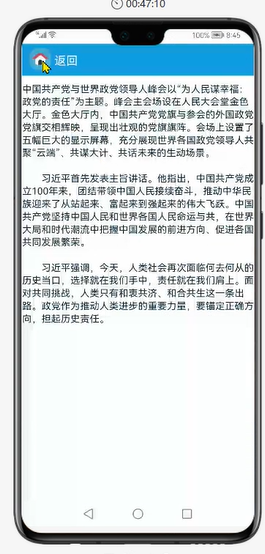 00:47:10
100% 8:45
返回
中国共产党与世界政党领导人峰会以“为人民谋幸福：
政党的责任”为主题。峰会主会场设在人民大会堂金色
大厅。金色大厅内，中国共产党党旗与参会的外国政党
党旗交相辉映，呈现出壮观的党旗旗阵。会场上设置了
五幅巨大的显示屏幕，充分展现世界各国政党领导人共
聚“云端”、共谋大计、共话未来的生动场景。
习近平首先发表主旨讲话。他指出，中国共产党成
立100年来，团结带领中国人民接续奋斗，推动中华民
族迎来了从站起来、富起来到强起来的伟大飞跃。中国
共产党坚持中国人民和世界各国人民命运与共，在世界
大局和时代潮流中把握中国发展的前进方向、促进各国
共同发展繁荣。
习近平强调，今天，人类社会再次面临何去何从的
历史当口，选择就在我们手中，责任就在我们肩上。面
对共同挑战，人类只有和衷共济、和合共生这一条出
路。政党作为推动人类进步的重要力量，要锚定正确方
向，担起历史责任。